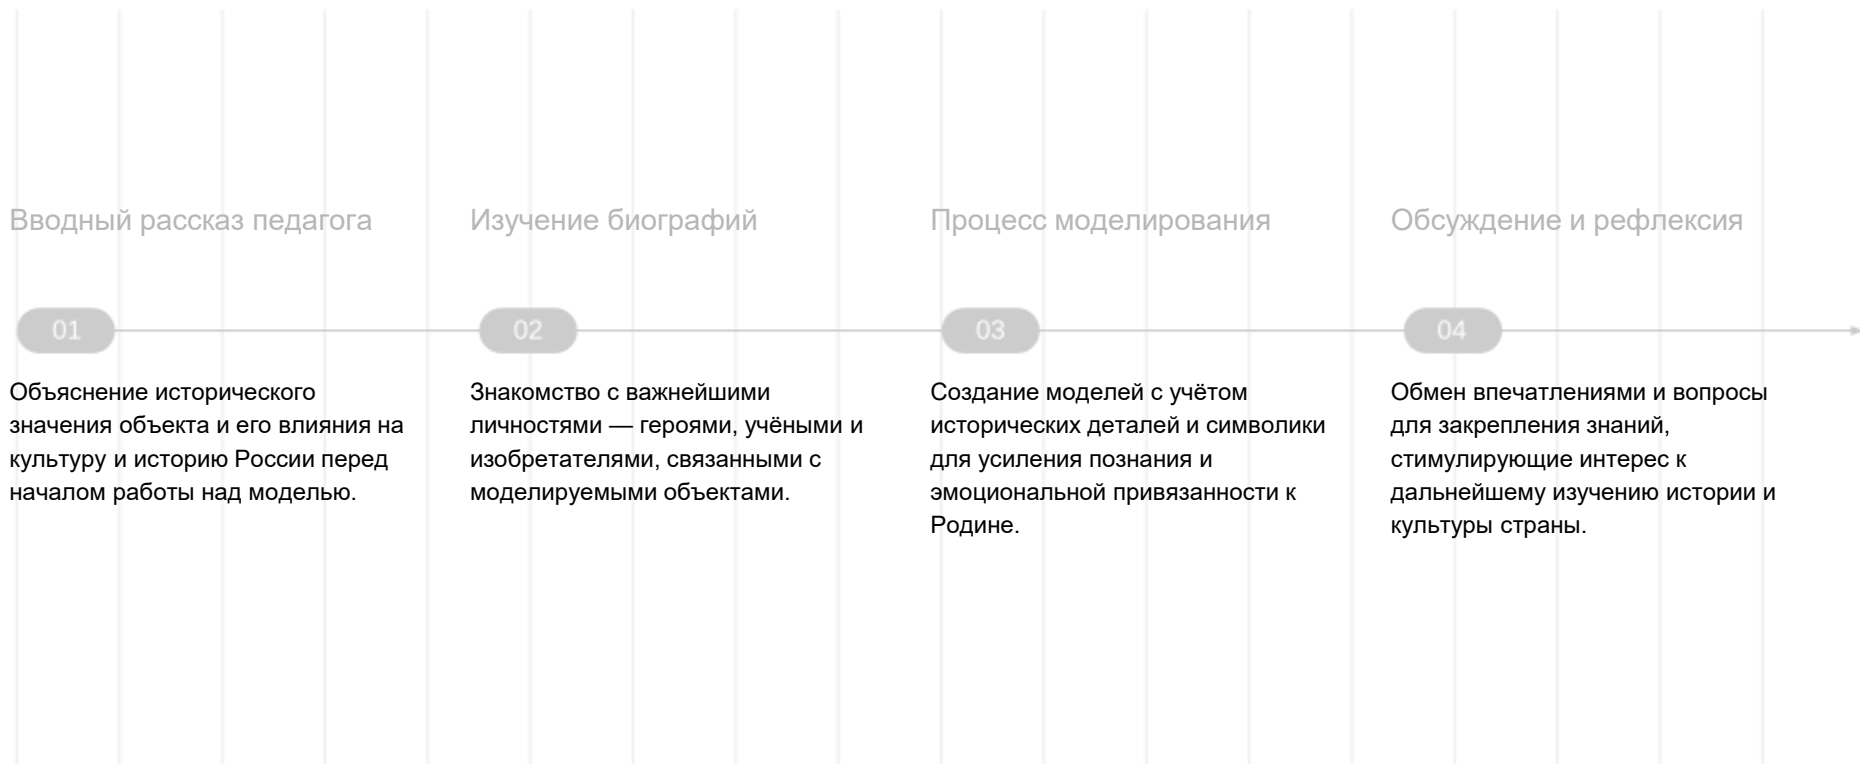 Вводный рассказ педагога
Изучение биографий
Процесс моделирования
Обсуждение и рефлексия
01
02
03
04
Объяснение исторического
значения объекта и его влияния на
культуру и историю России перед
началом работы над моделью.
Знакомство с важнейшими
личностями — героями, учёными и
изобретателями, связанными с
моделируемыми объектами.
Создание моделей с учётом
исторических деталей и символики
для усиления познания и
эмоциональной привязанности к
Родине.
Обмен впечатлениями и вопросы
для закрепления знаний,
стимулирующие интерес к
дальнейшему изучению истории и
культуры страны.